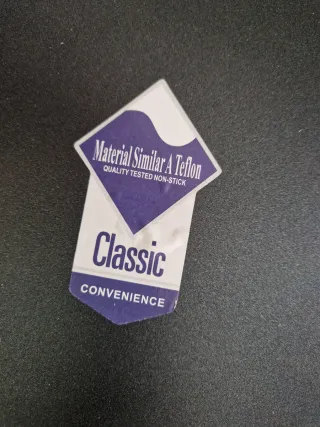 Material Similar A Teflon
QUALITY TESTED NON-STICK
Classic
CONVENIENCE